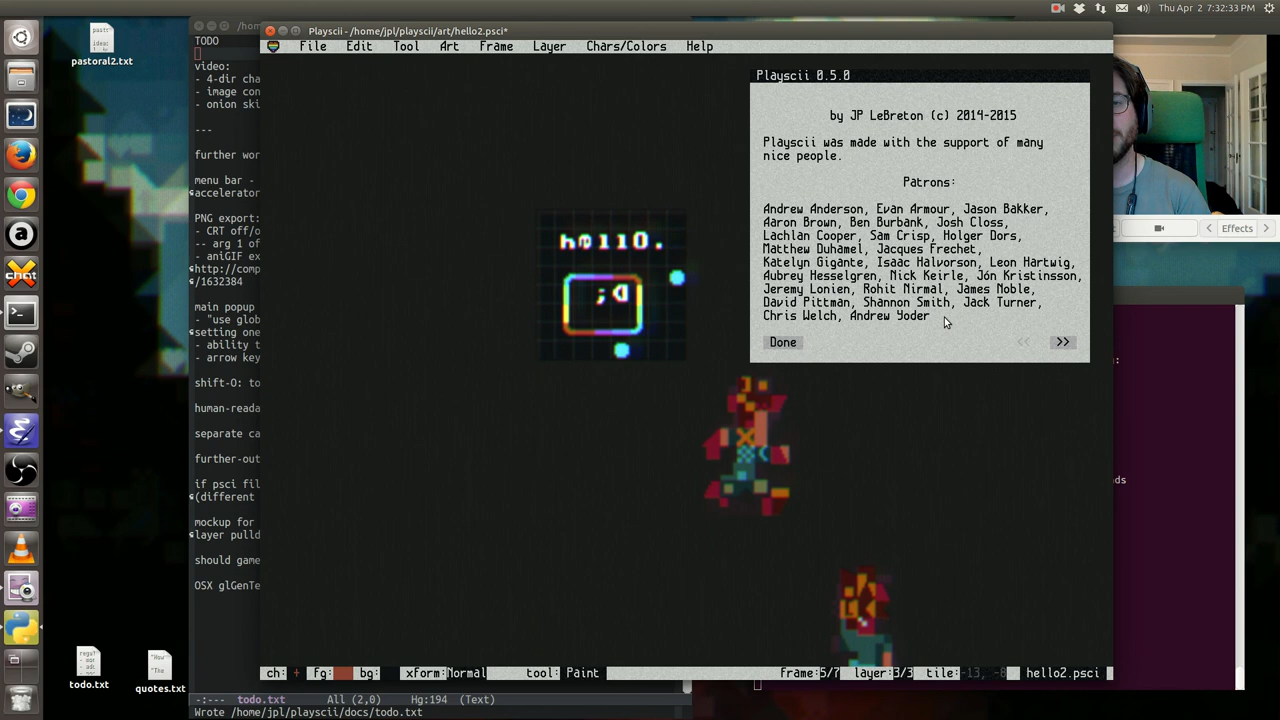 Thu Apr 2 7:32:33 PM
pastoral2.txt
todo.txt
quotes.txt
TODO
video:
- 4-dir cha
- image con
- onion ski
---
further wor
menu bar -
accelerator
PNG export:
- CRT off/o
-- arg 1 of
- aniGIF ex
http://comp
/1632384
main popup
- "use glob
setting one
- ability t
- arrow key
shift-O: to
human-reada
separate ca
further-out
if psci fil
(different
mockup for
layer pulld
should game
OSX glGenTe
-:--- todo.txt All (2,0) Hg:194 (Text)
Wrote /home/jpl/playscii/docs/todo.txt
Playscii - /home/jpl/playscii/art/hello2.psci*
File Edit Tool Art Frame Layer Chars/Colors Help
hello.
;D
Playscii 0.5.0
by JP LeBreton (c) 2014-2015
Playscii was made with the support of many
nice people.
Patrons:
Andrew Anderson, Evan Armour, Jason Bakker,
Aaron Brown, Ben Burbank, Josh Closs,
Lachlan Cooper, Sam Crisp, Holger Dors,
Matthew Duhamel, Jacques Frechet,
Katelyn Gigante, Isaac Halvorson, Leon Hartwig,
Aubrey Hesselgren, Nick Keirle, Jón Kristinsson,
Jeremy Lonien, Rohit Nirmal, James Noble,
David Pittman, Shannon Smith, Jack Turner,
Chris Welch, Andrew Yoder
Done << >>
ch: + fg: bg: xform:Normal tool: Paint frame:5/7 layer:3/3 tile:-13, -8 hello2.psci
Effects
nds